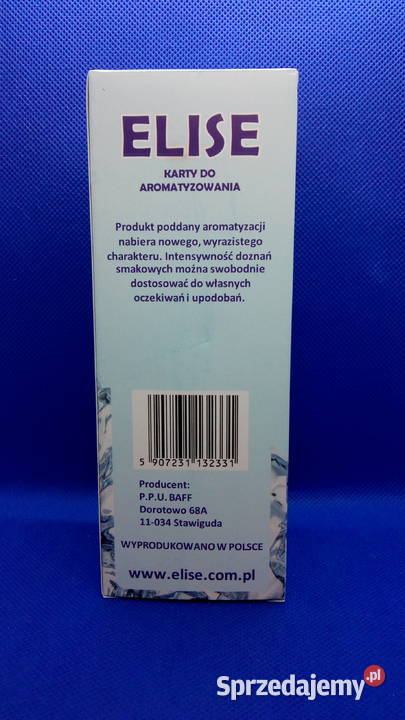 ELISE
KARTY DO
AROMATYZOWANIA
Produkt poddany aromatyzacji
nabiera nowego, wyrazistego
charakteru. Intensywność doznań
smakowych można swobodnie
dostosować do własnych
oczekiwań i upodobań.
5 907231 132331
Producent:
P.P.U. BAFF
Dorotowo 68A
11-034 Stawiguda
WYPRODUKOWANO W POLSCE
www.elise.com.pl
Sprzedajemy.pl